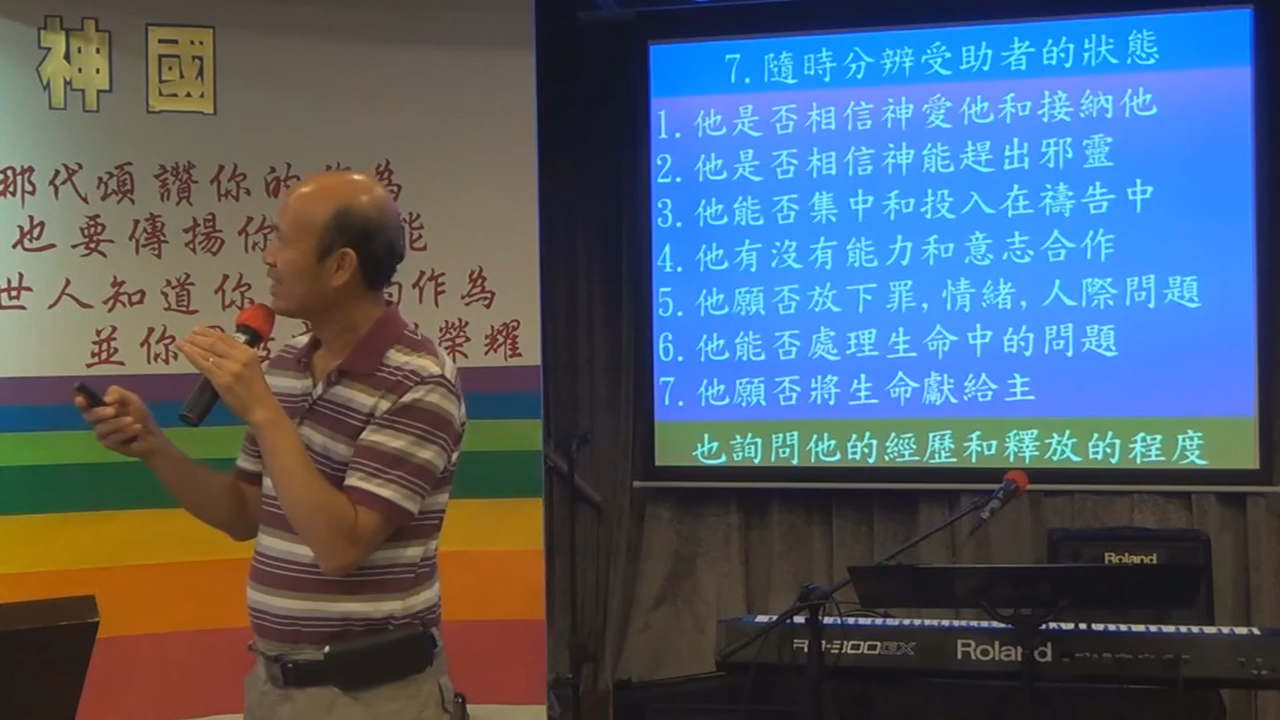 神國
那代頌讚你的作為
也要傳揚你 能
世人知道你 的作為
並你 榮耀
7.隨時分辨受助者的狀態
1.他是否相信神愛他和接納他
2.他是否相信神能趕出邪靈
3.他能否集中和投入在禱告中
4.他有沒有能力和意志合作
5.他願否放下罪,情緒,人際問題
6.他能否處理生命中的問題
7.他願否將生命獻給主
也詢問他的經歷和釋放的程度
Roland
RD-300GX
Roland